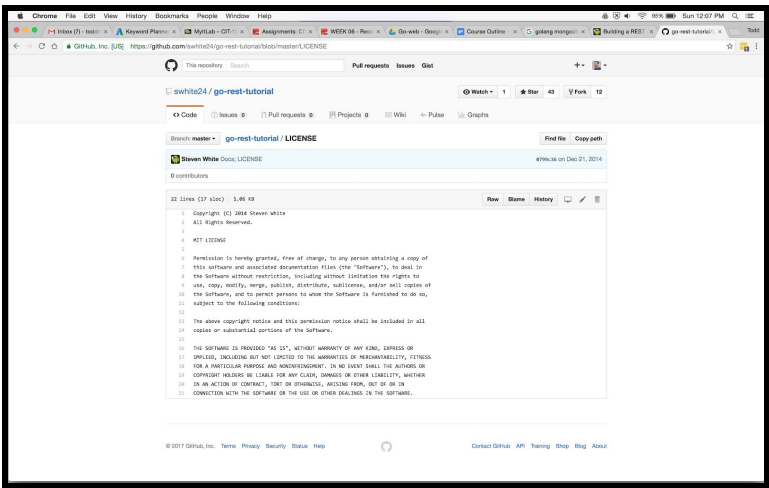 Chrome File Edit View History Bookmarks People Window Help 95% Sun 12:07 PM
M Inbox (7) - todd Keyword Planne MyItLab - CIT-1 Assignments: CI WEEK 06 - Reso Go-web - Google Course Outline golang mongod Building a REST go-rest-tutorial/L Todd
GitHub, Inc. [US] https://github.com/swhite24/go-rest-tutorial/blob/master/LICENSE
This repository Search Pull requests Issues Gist
swhite24 / go-rest-tutorial Watch 1 Star 43 Fork 12
Code Issues 0 Pull requests 0 Projects 0 Wiki Pulse Graphs
Branch: master go-rest-tutorial / LICENSE Find file Copy path
Steven White Docs; LICENSE on Dec 21, 2014
0 contributors
22 lines (17 sloc) 1.06 KB Raw Blame History
1 Copyright (C) 2014 Steven White
2 All Rights Reserved.
3
4 MIT LICENSE
5
6 Permission is hereby granted, free of charge, to any person obtaining a copy of
7 this software and associated documentation files (the "Software"), to deal in
8 the Software without restriction, including without limitation the rights to
9 use, copy, modify, merge, publish, distribute, sublicense, and/or sell copies of
10 the Software, and to permit persons to whom the Software is furnished to do so,
11 subject to the following conditions:
12
13 The above copyright notice and this permission notice shall be included in all
14 copies or substantial portions of the Software.
15
16 THE SOFTWARE IS PROVIDED "AS IS", WITHOUT WARRANTY OF ANY KIND, EXPRESS OR
17 IMPLIED, INCLUDING BUT NOT LIMITED TO THE WARRANTIES OF MERCHANTABILITY, FITNESS
18 FOR A PARTICULAR PURPOSE AND NONINFRINGEMENT. IN NO EVENT SHALL THE AUTHORS OR
19 COPYRIGHT HOLDERS BE LIABLE FOR ANY CLAIM, DAMAGES OR OTHER LIABILITY, WHETHER
20 IN AN ACTION OF CONTRACT, TORT OR OTHERWISE, ARISING FROM, OUT OF OR IN
21 CONNECTION WITH THE SOFTWARE OR THE USE OR OTHER DEALINGS IN THE SOFTWARE.
© 2017 GitHub, Inc. Terms Privacy Security Status Help Contact GitHub API Training Shop Blog About